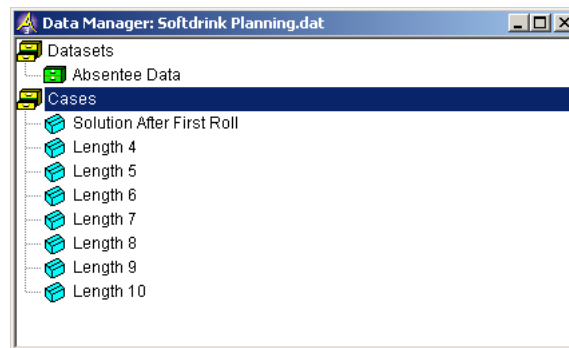 Data Manager: Softdrink Planning.dat
Datasets
Absentee Data
Cases
Solution After First Roll
Length 4
Length 5
Length 6
Length 7
Length 8
Length 9
Length 10